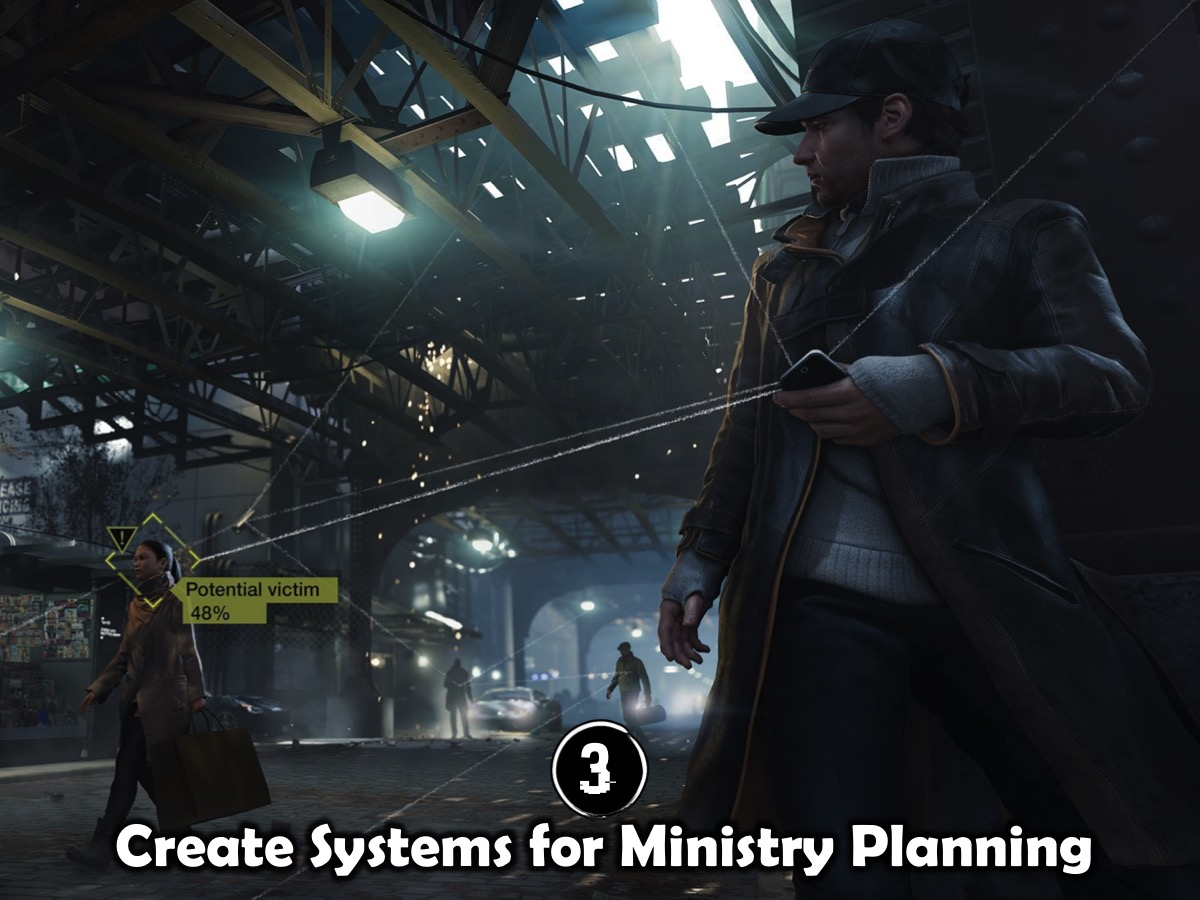 Potential victim
48%
3
Create Systems for Ministry Planning